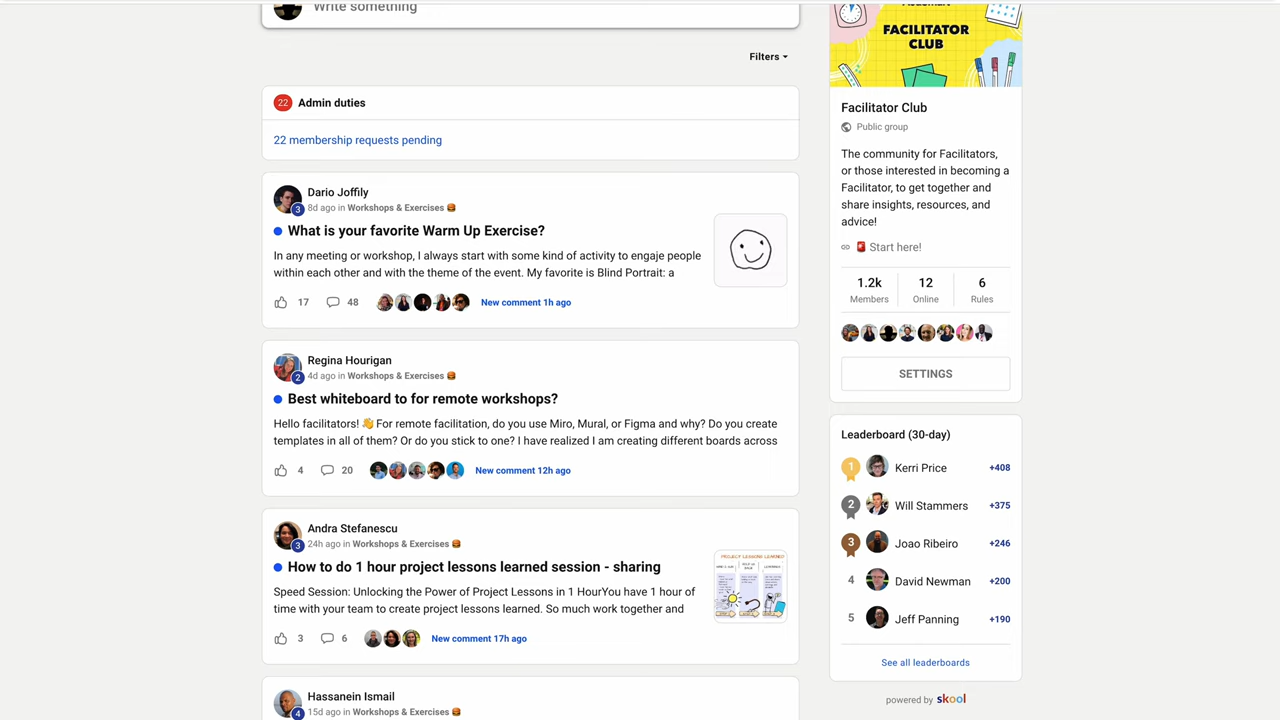 Write something
Filters
22 Admin duties
22 membership requests pending
Dario Joffily
3
8d ago in Workshops & Exercises
What is your favorite Warm Up Exercise?
In any meeting or workshop, I always start with some kind of activity to engaje people
within each other and with the theme of the event. My favorite is Blind Portrait: a
17 48 New comment 1h ago
Regina Hourigan
2
4d ago in Workshops & Exercises
Best whiteboard to for remote workshops?
Hello facilitators! 👋 For remote facilitation, do you use Miro, Mural, or Figma and why? Do you create
templates in all of them? Or do you stick to one? I have realized I am creating different boards across
4 20 New comment 12h ago
Andra Stefanescu
3
24h ago in Workshops & Exercises
How to do 1 hour project lessons learned session - sharing
Speed Session: Unlocking the Power of Project Lessons in 1 HourYou have 1 hour of
time with your team to create project lessons learned. So much work together and
PROJECT LESSONS LEARNED
3 6 New comment 17h ago
Hassanein Ismail
4
15d ago in Workshops & Exercises
FACILITATOR
CLUB
Facilitator Club
Public group
The community for Facilitators,
or those interested in becoming a
Facilitator, to get together and
share insights, resources, and
advice!
Start here!
1.2k 12 6
Members Online Rules
SETTINGS
Leaderboard (30-day)
1 Kerri Price +408
2 Will Stammers +375
3 Joao Ribeiro +246
4 David Newman +200
5 Jeff Panning +190
See all leaderboards
powered by skool